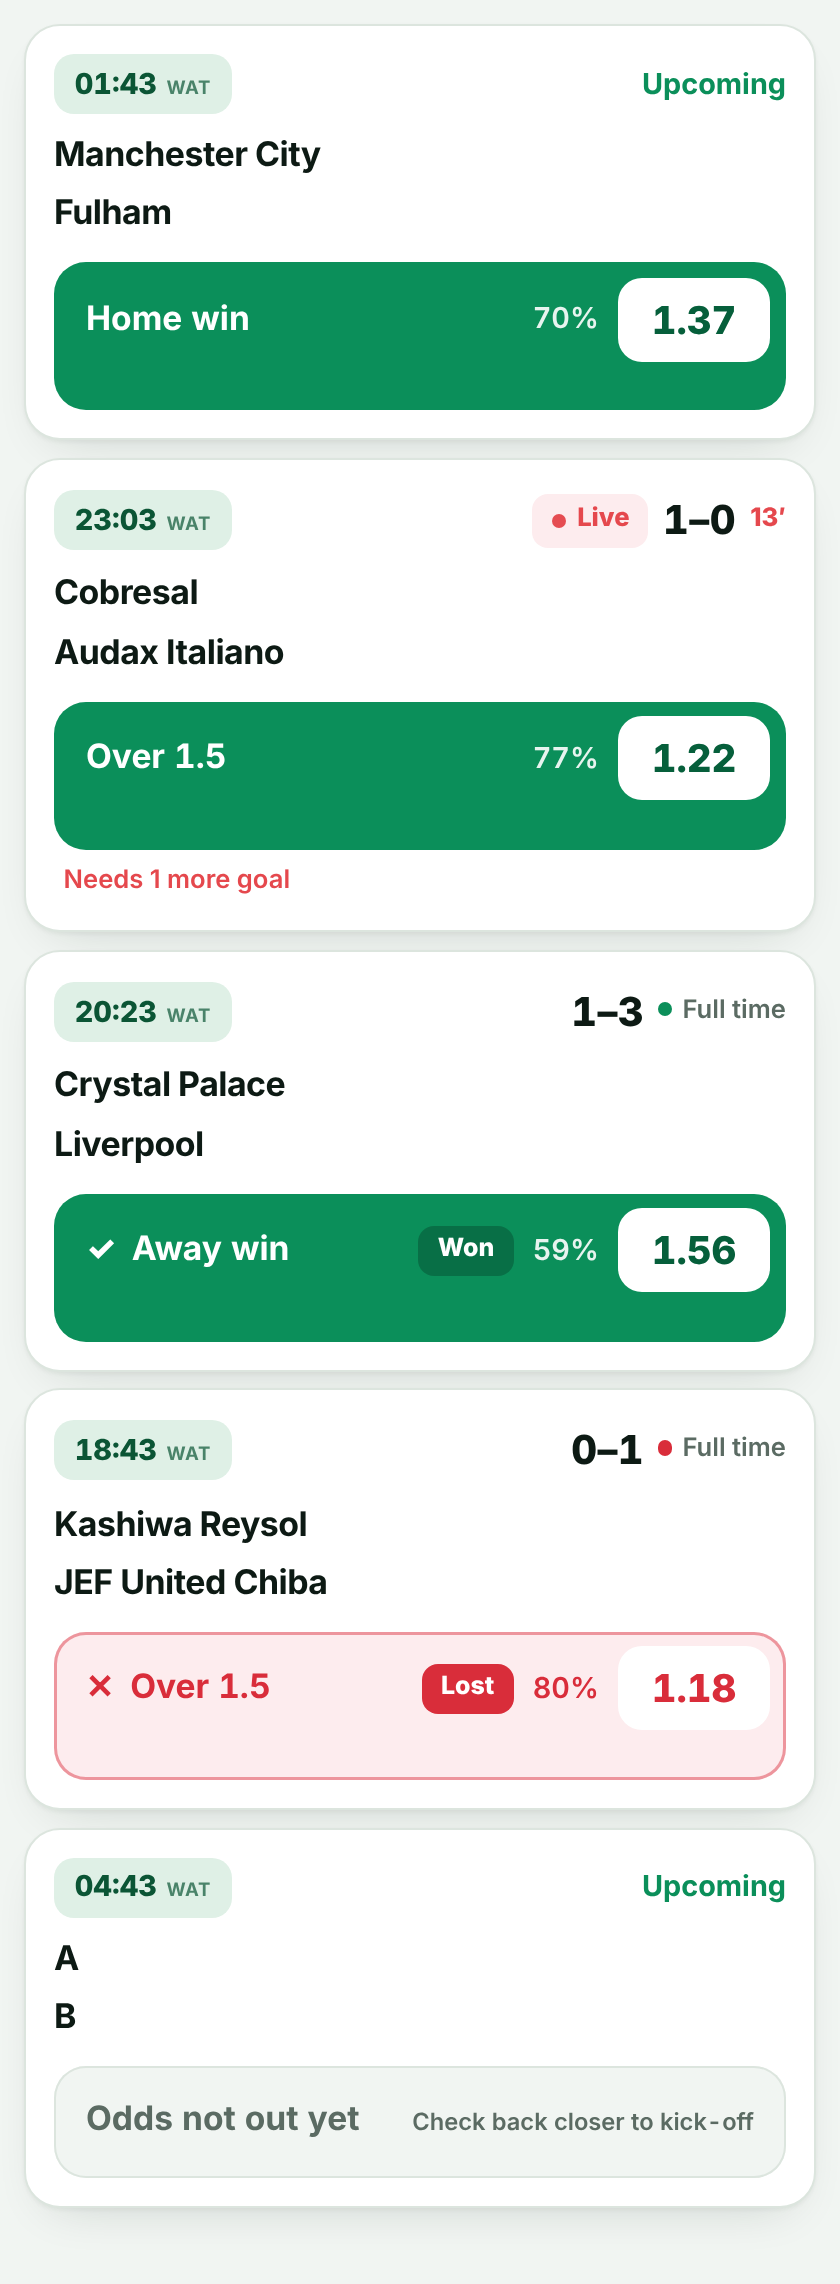 01:43 WAT Upcoming
Manchester City
Fulham
Home win 70% 1.37
23:03 WAT Live 1–0 13′
Cobresal
Audax Italiano
Over 1.5 77% 1.22
Needs 1 more goal
20:23 WAT 1–3 Full time
Crystal Palace
Liverpool
✓ Away win Won 59% 1.56
18:43 WAT 0–1 Full time
Kashiwa Reysol
JEF United Chiba
✕ Over 1.5 Lost 80% 1.18
04:43 WAT Upcoming
A
B
Odds not out yet Check back closer to kick-off